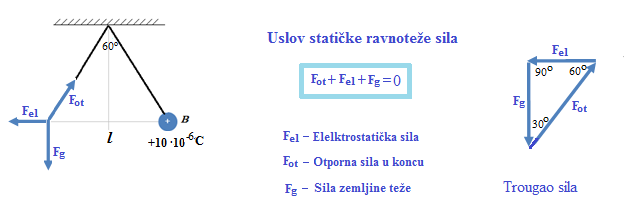 60°
Fot
Fel
Fg
l
B
+
+10 ·10-6C
Uslov statičke ravnoteže sila
Fot + Fel + Fg = 0
Fel – Elelktrostatička sila
Fot – Otporna sila u koncu
Fg – Sila zemljine teže
Fel
90° 60°
Fg
Fot
30°
Trougao sila